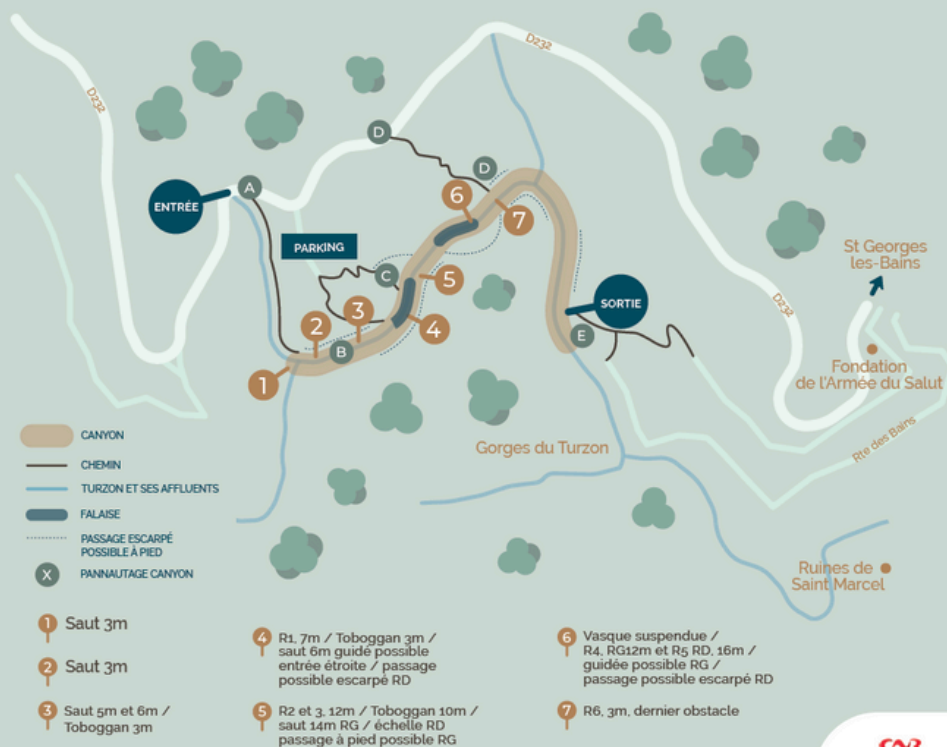 D232
D232
D
A
D
6
ENTRÉE
7
PARKING
St Georges
les-Bains
C
5
SORTIE
D232
3
2
4
E
B
1
Fondation
de l'Armée du Salut
Rte des Bains
Gorges du Turzon
CANYON
CHEMIN
TURZON ET SES AFFLUENTS
FALAISE
PASSAGE ESCARPÉ
POSSIBLE À PIED
X PANNAUTAGE CANYON
Ruines de
Saint Marcel
1 Saut 3m
2 Saut 3m
3 Saut 5m et 6m /
Toboggan 3m
4 R1, 7m / Toboggan 3m /
saut 6m guidé possible
entrée étroite / passage
possible escarpé RD
5 R2 et 3, 12m / Toboggan 10m /
saut 14m RG / échelle RD
passage à pied possible RG
6 Vasque suspendue /
R4, RG12m et R5 RD, 16m /
guidée possible RG /
passage possible escarpé RD
7 R6, 3m, dernier obstacle